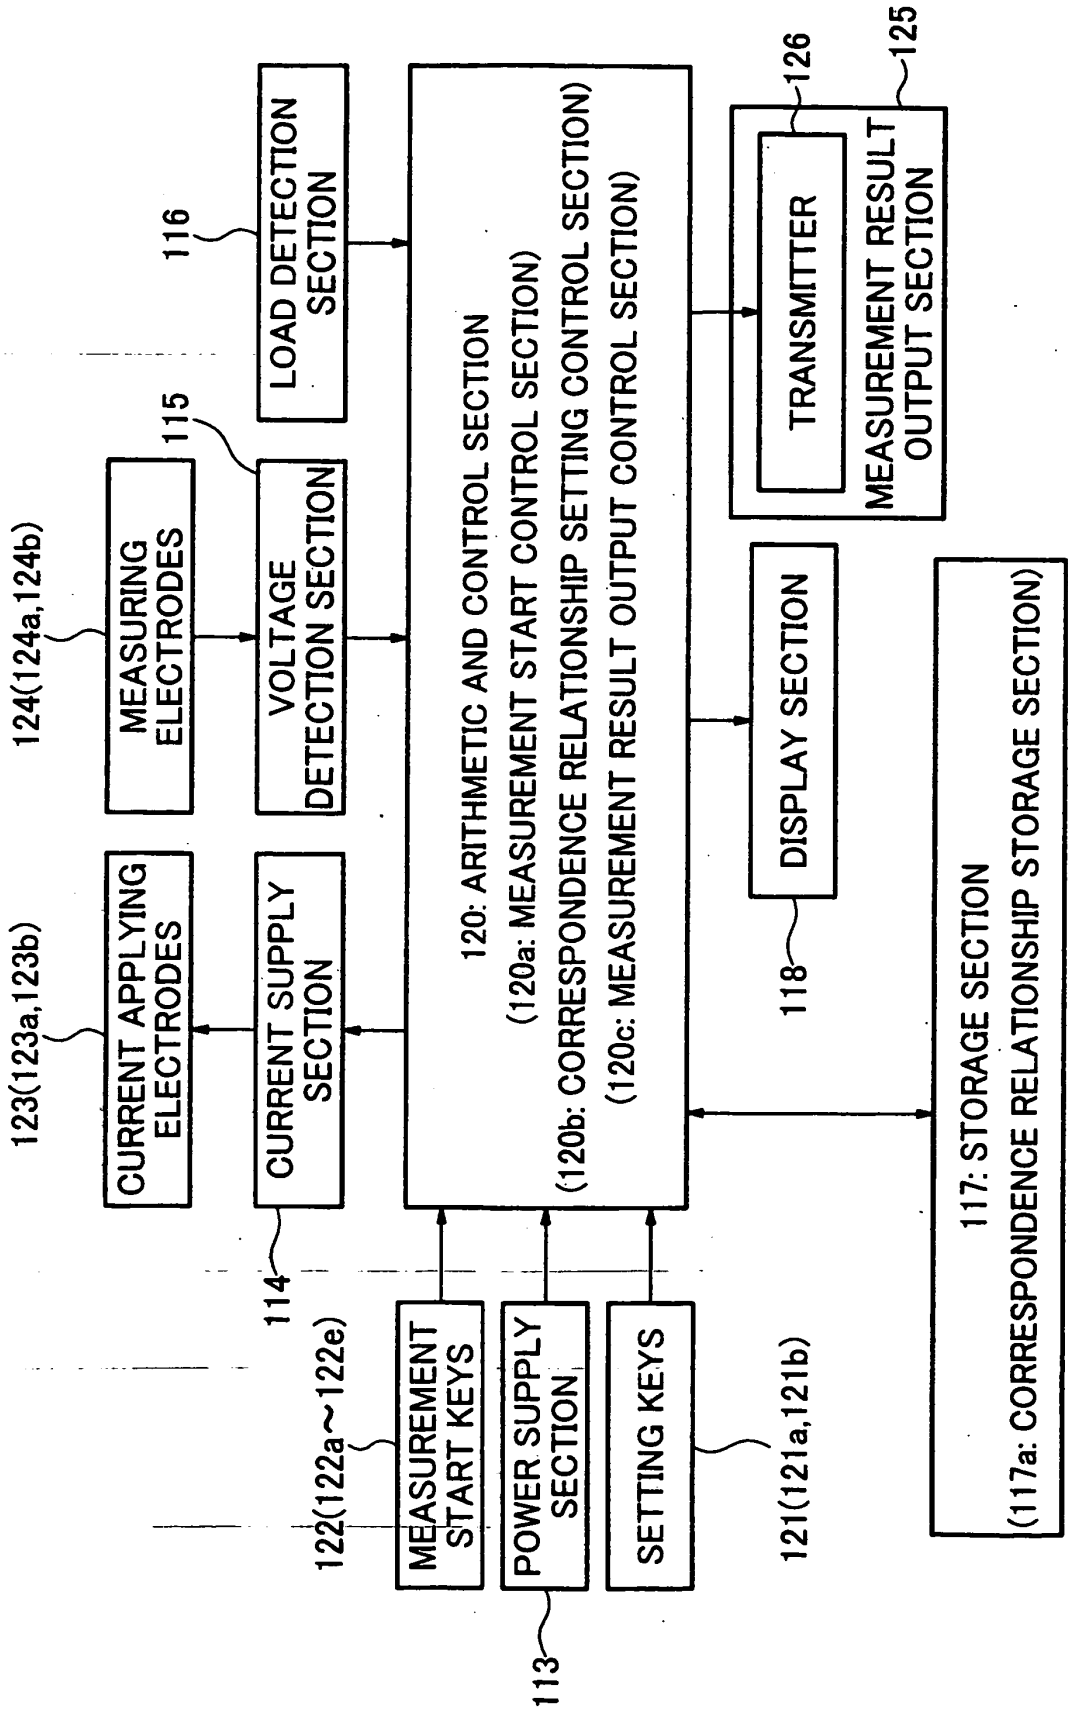 123(123a,123b)
CURRENT APPLYING
ELECTRODES
124(124a,124b)
MEASURING
ELECTRODES
114
CURRENT SUPPLY
SECTION
115
VOLTAGE
DETECTION SECTION
116
LOAD DETECTION
SECTION
122(122a～122e)
MEASUREMENT
START KEYS
113
POWER SUPPLY
SECTION
SETTING KEYS
121(121a,121b)
120: ARITHMETIC AND CONTROL SECTION
(120a: MEASUREMENT START CONTROL SECTION)
(120b: CORRESPONDENCE RELATIONSHIP SETTING CONTROL SECTION)
(120c: MEASUREMENT RESULT OUTPUT CONTROL SECTION)
118
DISPLAY SECTION
126
TRANSMITTER
MEASUREMENT RESULT
OUTPUT SECTION
125
117: STORAGE SECTION
(117a: CORRESPONDENCE RELATIONSHIP STORAGE SECTION)